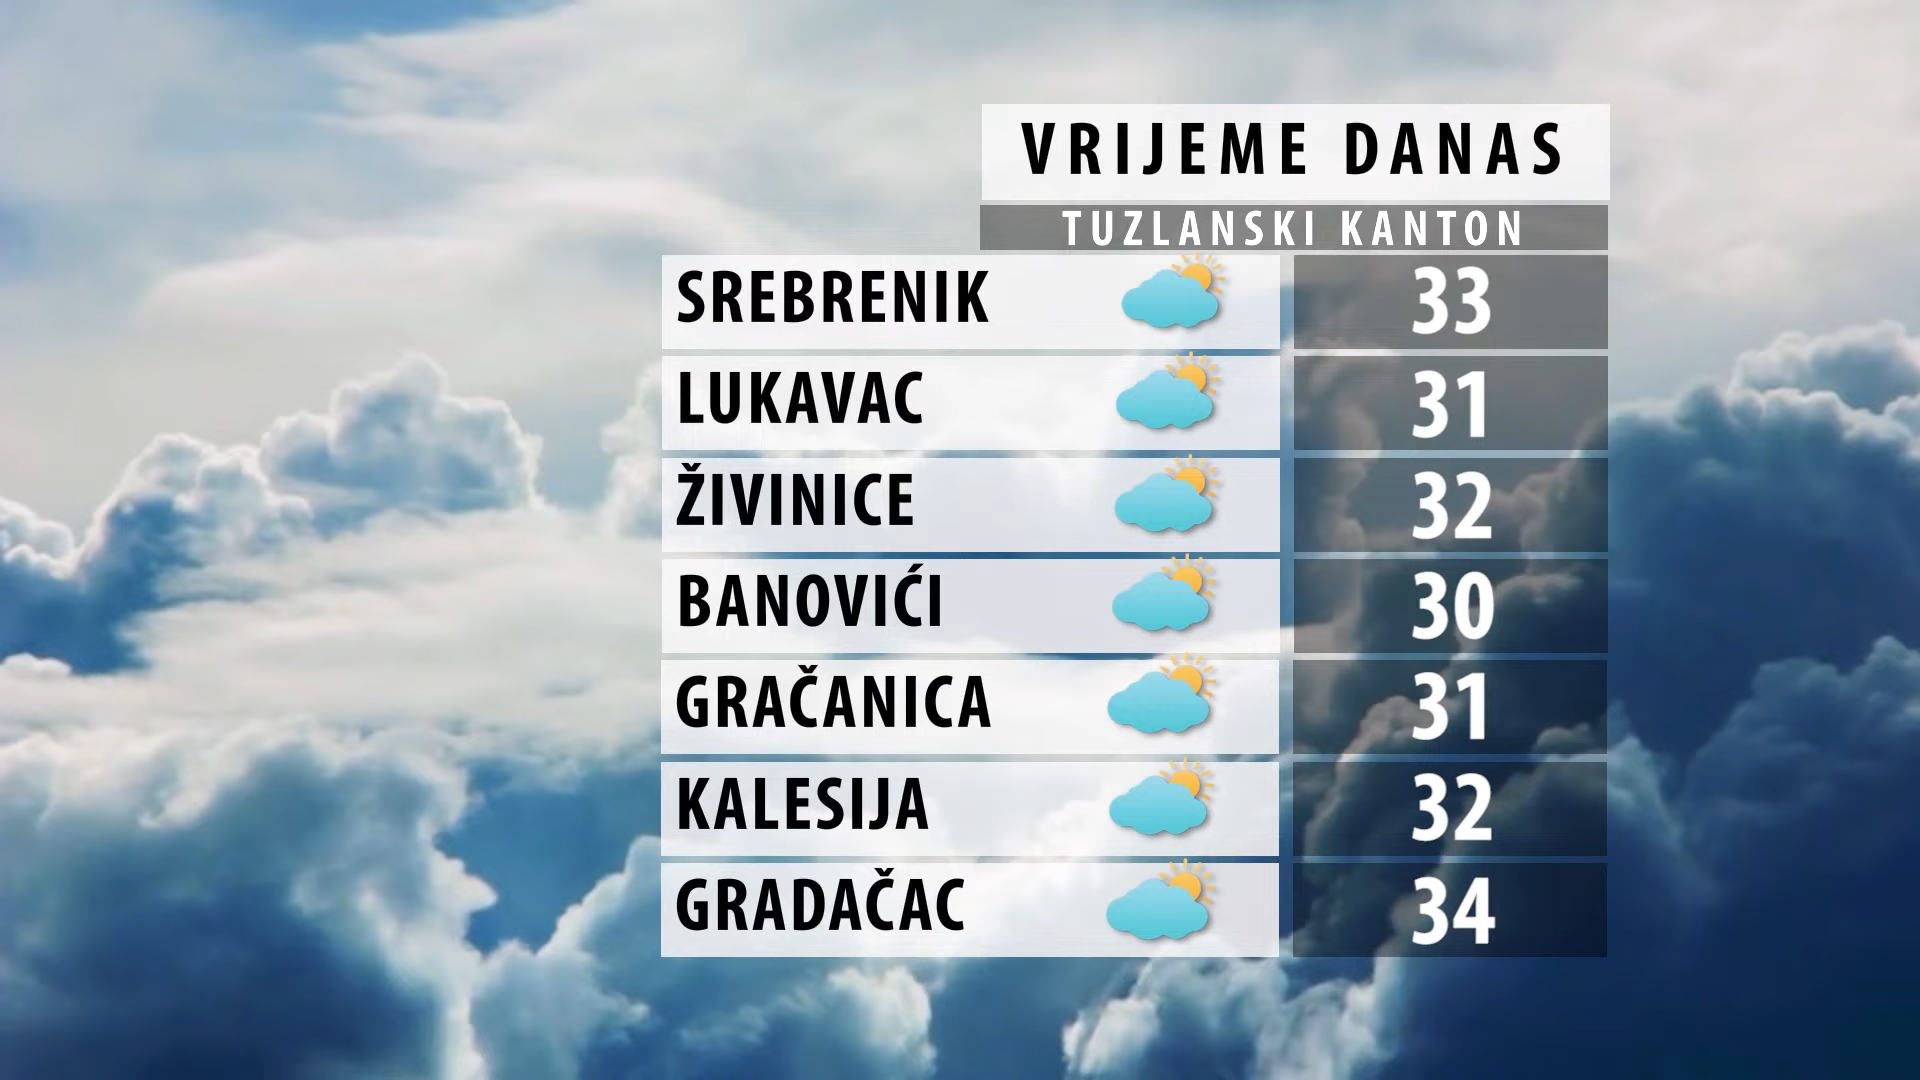 VRIJEME DANAS
TUZLANSKI KANTON
SREBRENIK 33
LUKAVAC 31
ŽIVINICE 32
BANOVIĆI 30
GRAČANICA 31
KALESIJA 32
GRADAČAC 34